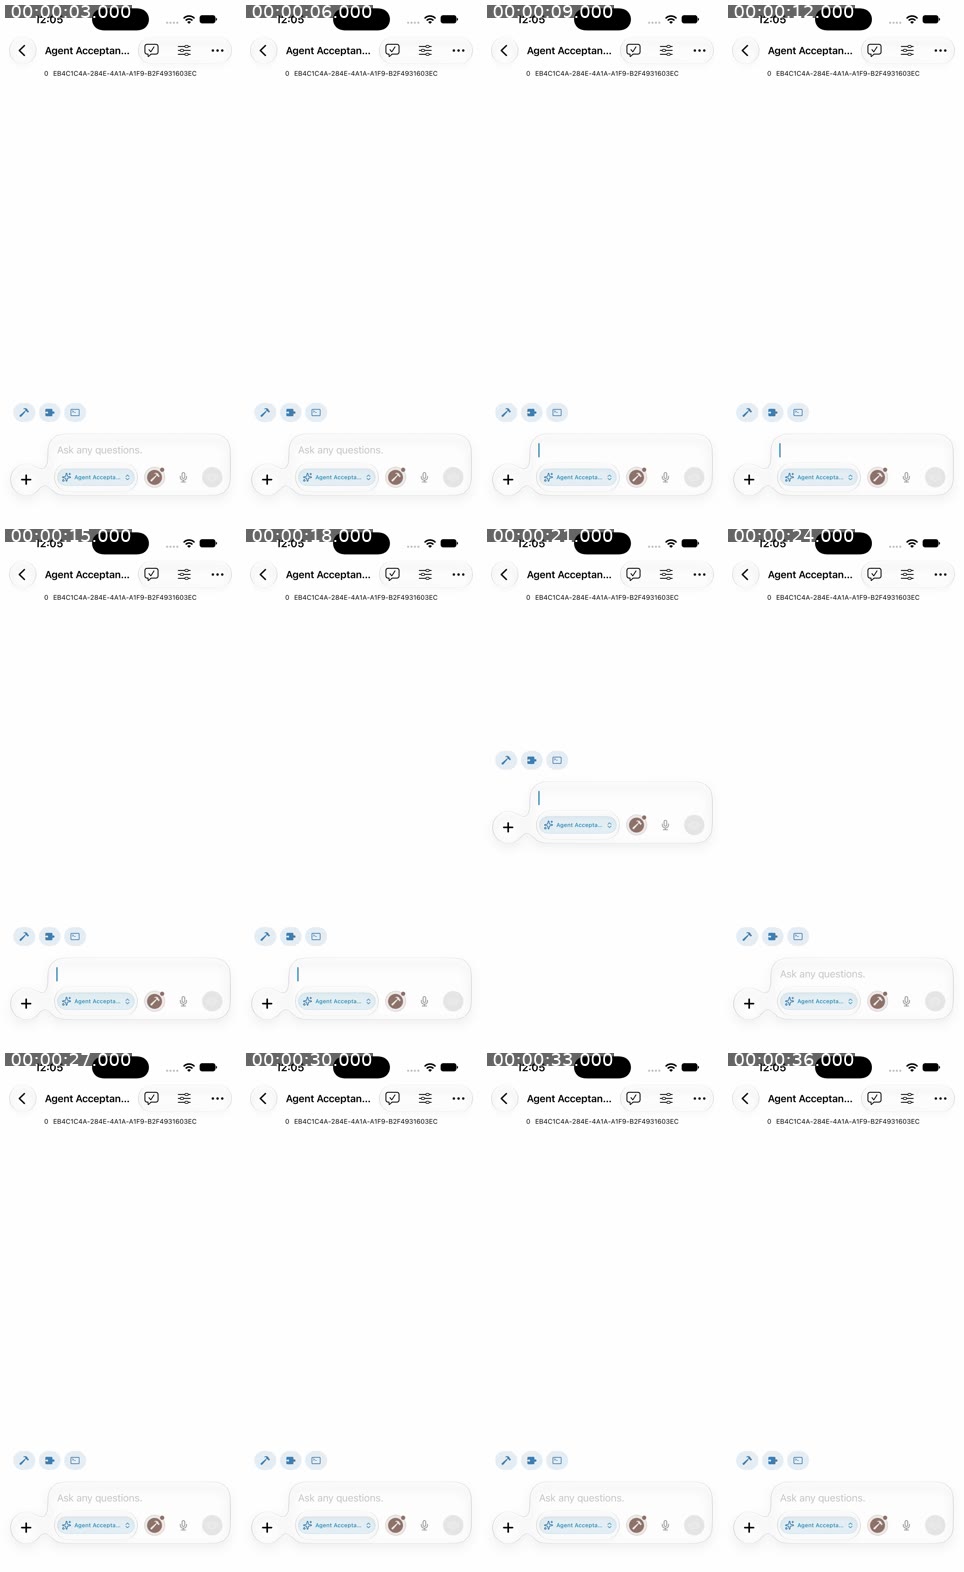 00:00:03.000 00:00:06.000 00:00:09.000 00:00:12.000
12:05 12:05 12:05 12:05
Agent Acceptan... Agent Acceptan... Agent Acceptan... Agent Acceptan...
0 EB4C1C4A-284E-4A1A-A1F9-B2F4931603EC 0 EB4C1C4A-284E-4A1A-A1F9-B2F4931603EC 0 EB4C1C4A-284E-4A1A-A1F9-B2F4931603EC 0 EB4C1C4A-284E-4A1A-A1F9-B2F4931603EC
Ask any questions. Ask any questions.
Agent Accepta... Agent Accepta... Agent Accepta... Agent Accepta...
00:00:15.000 00:00:18.000 00:00:21.000 00:00:24.000
12:05 12:05 12:05 12:05
Agent Acceptan... Agent Acceptan... Agent Acceptan... Agent Acceptan...
0 EB4C1C4A-284E-4A1A-A1F9-B2F4931603EC 0 EB4C1C4A-284E-4A1A-A1F9-B2F4931603EC 0 EB4C1C4A-284E-4A1A-A1F9-B2F4931603EC 0 EB4C1C4A-284E-4A1A-A1F9-B2F4931603EC
Agent Accepta...
Ask any questions.
Agent Accepta... Agent Accepta... Agent Accepta...
00:00:27.000 00:00:30.000 00:00:33.000 00:00:36.000
12:05 12:05 12:05 12:05
Agent Acceptan... Agent Acceptan... Agent Acceptan... Agent Acceptan...
0 EB4C1C4A-284E-4A1A-A1F9-B2F4931603EC 0 EB4C1C4A-284E-4A1A-A1F9-B2F4931603EC 0 EB4C1C4A-284E-4A1A-A1F9-B2F4931603EC 0 EB4C1C4A-284E-4A1A-A1F9-B2F4931603EC
Ask any questions. Ask any questions. Ask any questions. Ask any questions.
Agent Accepta... Agent Accepta... Agent Accepta... Agent Accepta...